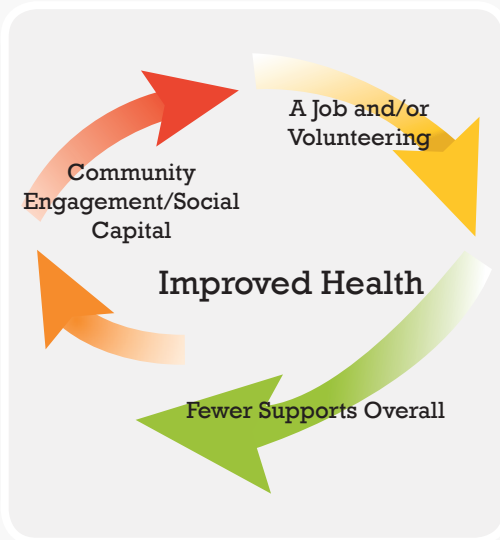 A Job and/or
Volunteering
Community
Engagement/Social
Capital
Improved Health
Fewer Supports Overall